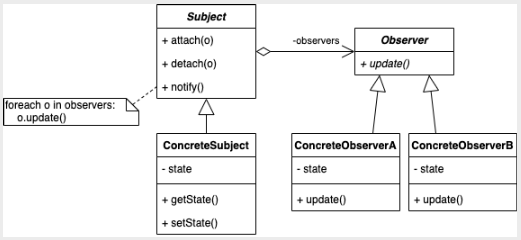 Subject
+ attach(o)
+ detach(o)
+ notify()
-observers
Observer
+ update()
foreach o in observers:
o.update()
ConcreteSubject
- state
+ getState()
+ setState()
ConcreteObserverA
- state
+ update()
ConcreteObserverB
- state
+ update()